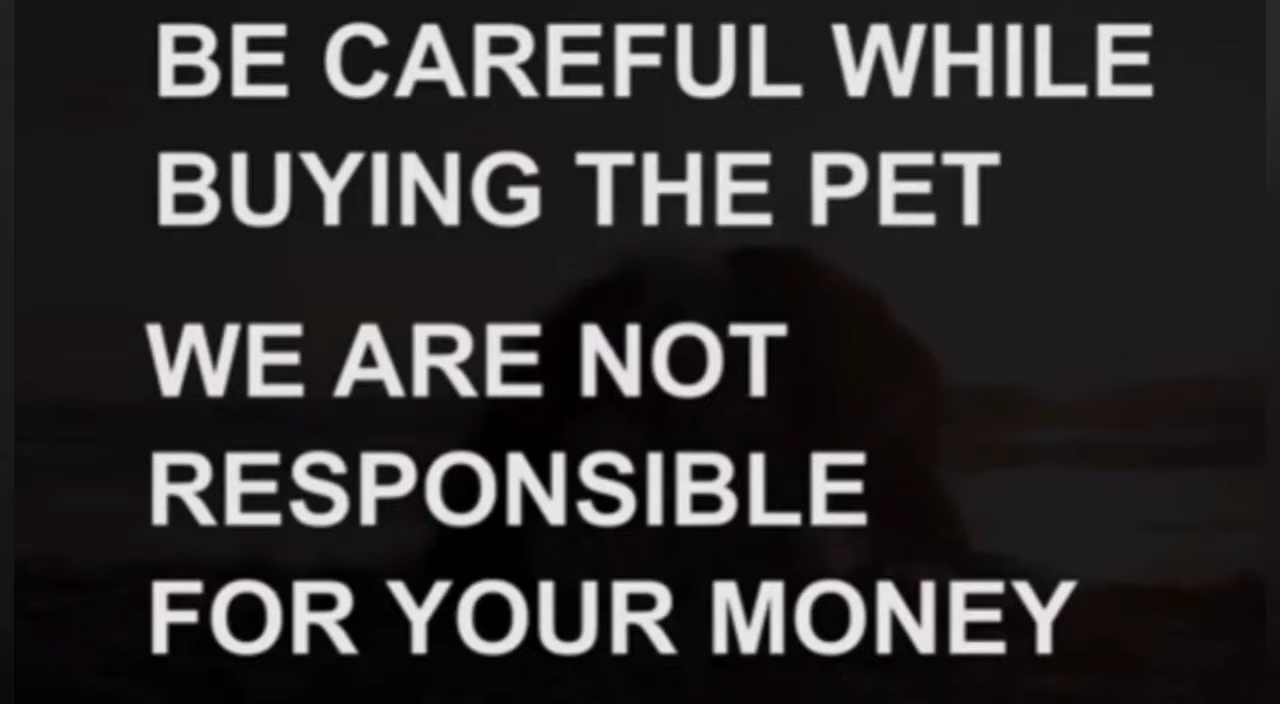 BE CAREFUL WHILE
BUYING THE PET
WE ARE NOT
RESPONSIBLE
FOR YOUR MONEY